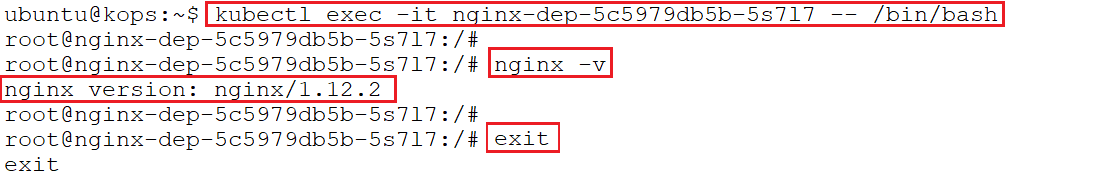 ubuntu@kops:~$ kubectl exec -it nginx-dep-5c5979db5b-5s7l7 -- /bin/bash
root@nginx-dep-5c5979db5b-5s7l7:/#
root@nginx-dep-5c5979db5b-5s7l7:/# nginx -v
nginx version: nginx/1.12.2
root@nginx-dep-5c5979db5b-5s7l7:/#
root@nginx-dep-5c5979db5b-5s7l7:/# exit
exit